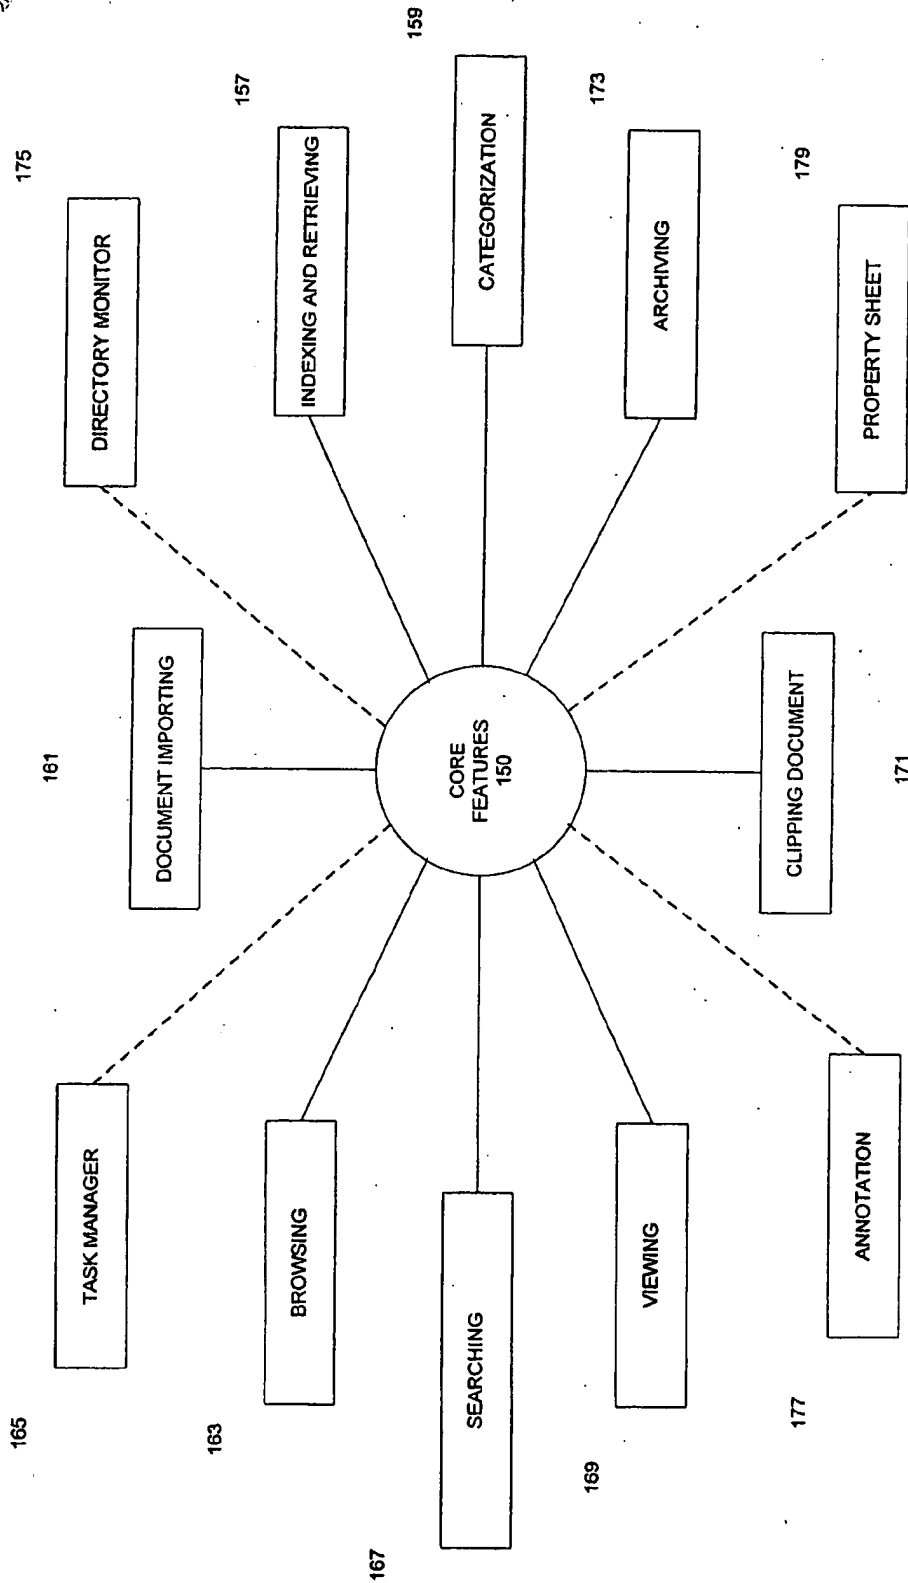 165
TASK MANAGER
161
DOCUMENT IMPORTING
175
DIRECTORY MONITOR
163
BROWSING
157
INDEXING AND RETRIEVING
167
SEARCHING
CORE
FEATURES
150
159
CATEGORIZATION
169
VIEWING
173
ARCHIVING
177
ANNOTATION
171
CLIPPING DOCUMENT
179
PROPERTY SHEET